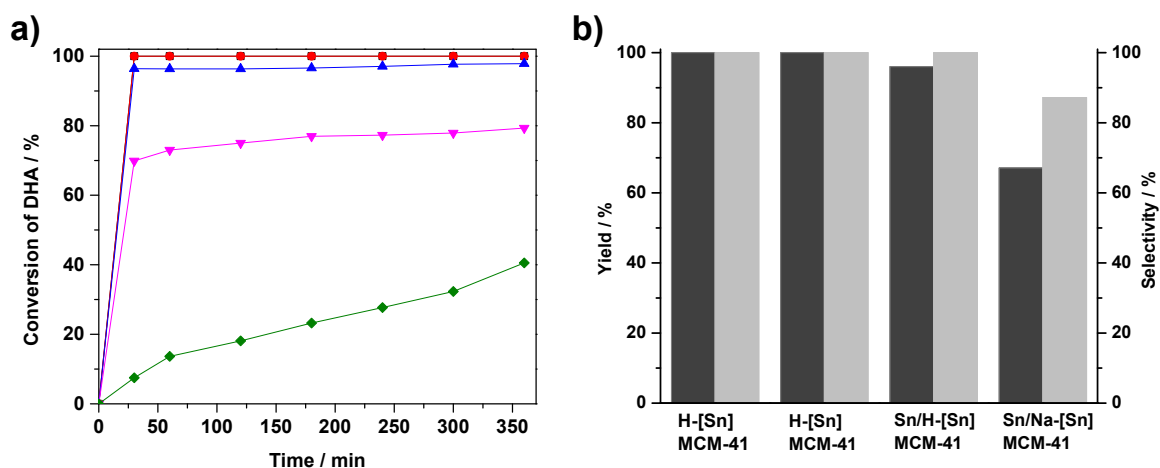 a)
100
80
60
40
20
0
Conversion of DHA / %
0 50 100 150 200 250 300 350
Time / min
b)
100
80
60
40
20
0
Yield / %
100
80
60
40
20
0
Selectivity / %
H-[Sn] H-[Sn] Sn/H-[Sn] Sn/Na-[Sn]
MCM-41 MCM-41 MCM-41 MCM-41